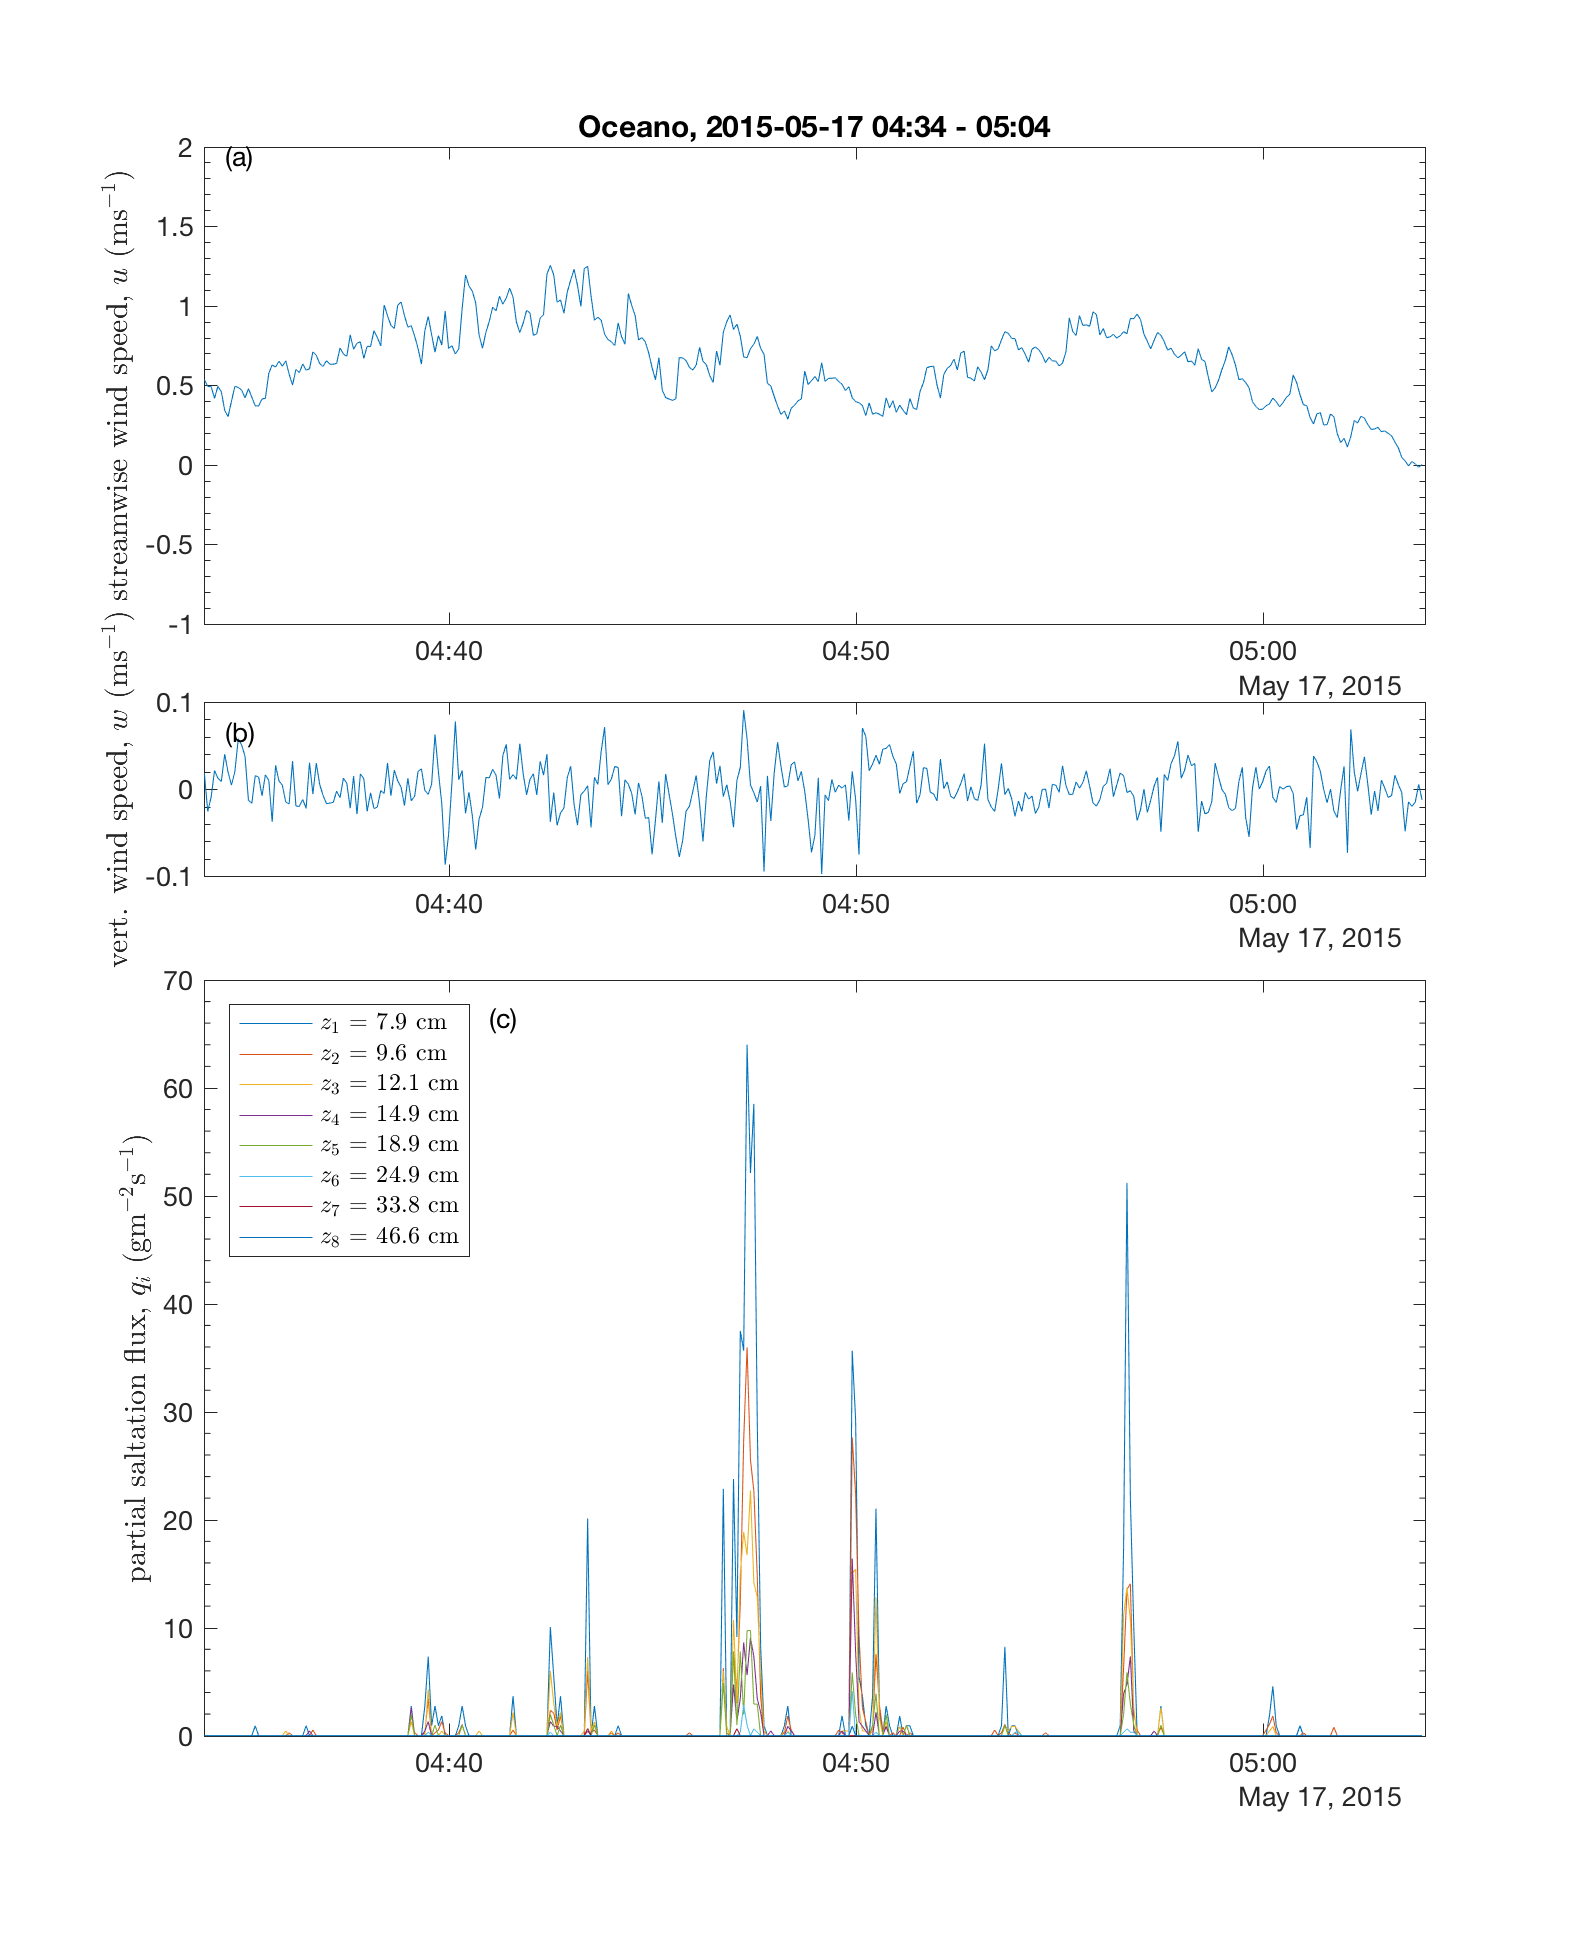 Oceano, 2015-05-17 04:34 - 05:04
(a)
streamwise wind speed, u (ms⁻¹)
2
1.5
1
0.5
0
-0.5
-1
04:40 04:50 05:00
May 17, 2015
(b)
vert. wind speed, w (ms⁻¹)
0.1
0
-0.1
04:40 04:50 05:00
May 17, 2015
(c)
partial saltation flux, qᵢ (gm⁻²s⁻¹)
70
60
50
40
30
20
10
0
z₁ = 7.9 cm
z₂ = 9.6 cm
z₃ = 12.1 cm
z₄ = 14.9 cm
z₅ = 18.9 cm
z₆ = 24.9 cm
z₇ = 33.8 cm
z₈ = 46.6 cm
04:40 04:50 05:00
May 17, 2015